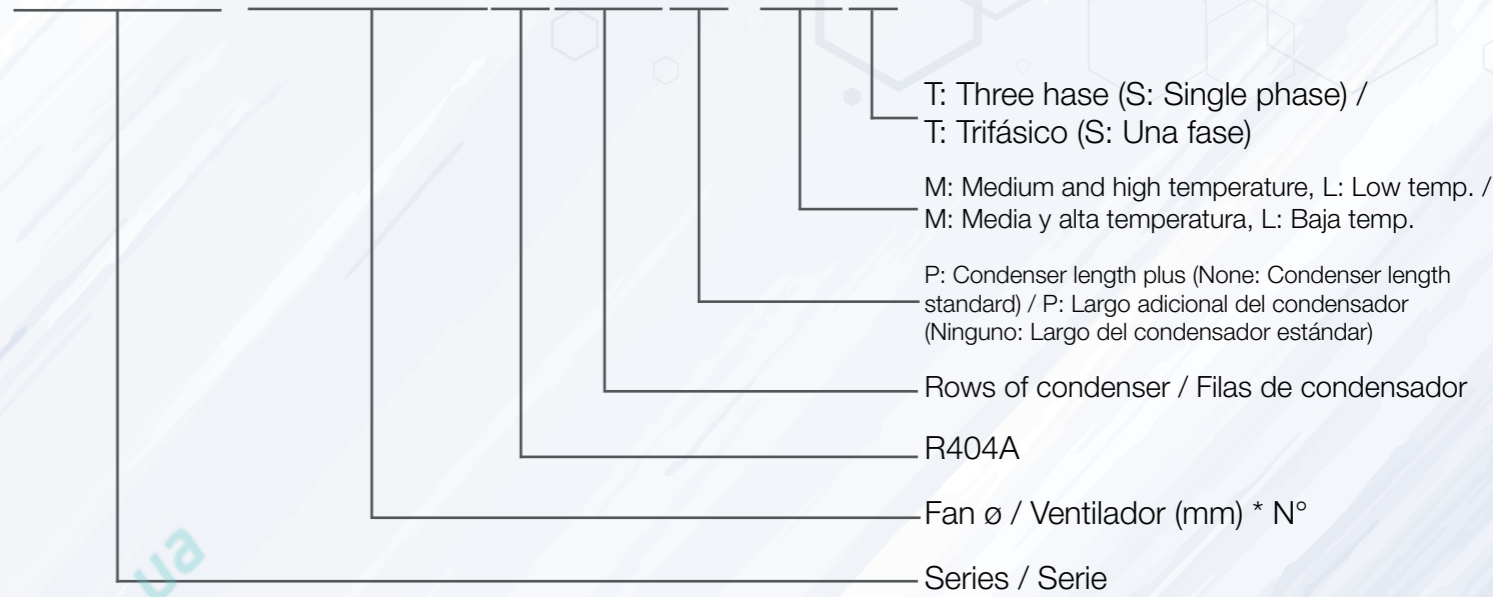 T: Three hase (S: Single phase) /
T: Trifásico (S: Una fase)
M: Medium and high temperature, L: Low temp. /
M: Media y alta temperatura, L: Baja temp.
P: Condenser length plus (None: Condenser length
standard) / P: Largo adicional del condensador
(Ninguno: Largo del condensador estándar)
Rows of condenser / Filas de condensador
R404A
Fan ø / Ventilador (mm) * N°
Series / Serie
ua